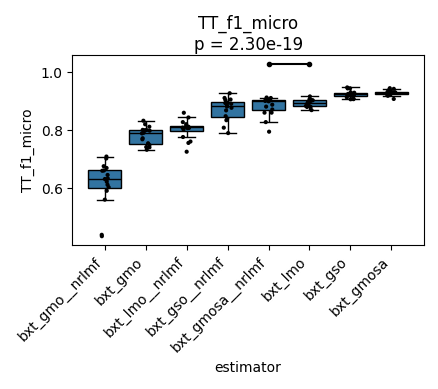 TT_f1_micro
p = 2.30e-19
1.0
0.8
0.6
TT_f1_micro
bxt_gmo__nrlmf
bxt_gmo
bxt_lmo__nrlmf
bxt_gso__nrlmf
bxt_gmosa__nrlmf
bxt_lmo
bxt_gso
bxt_gmosa
estimator